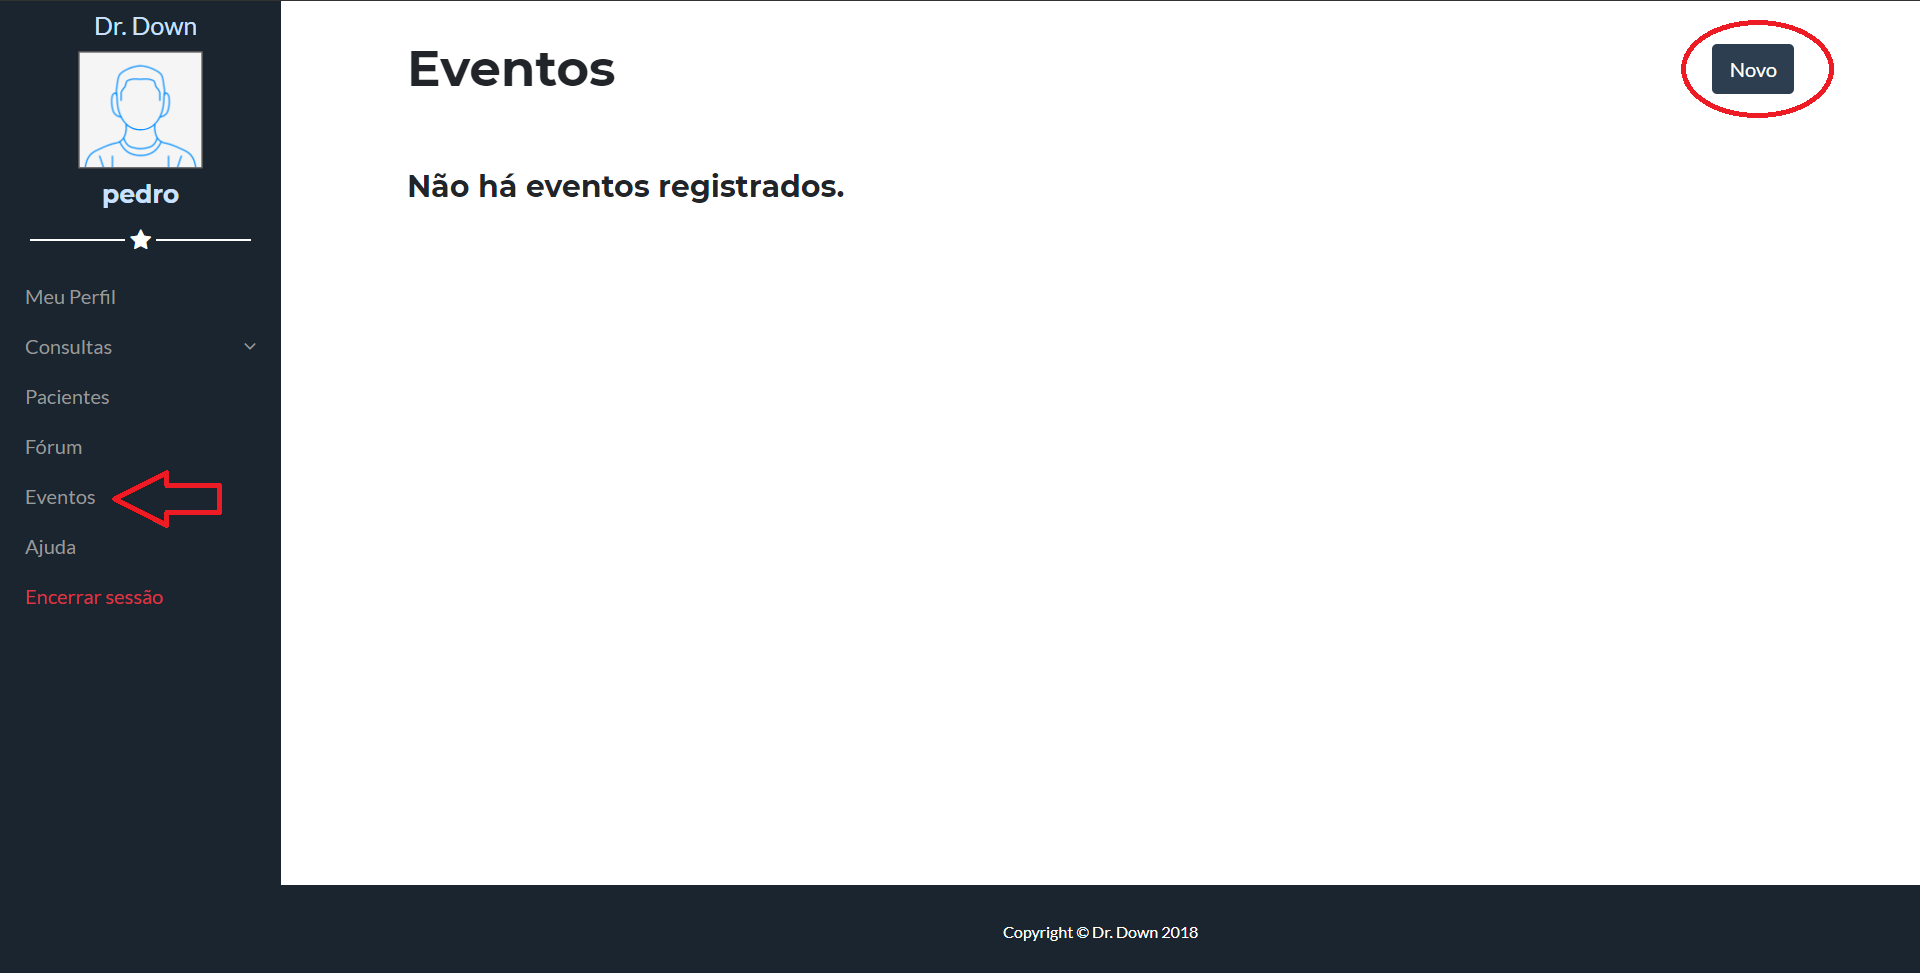 Dr. Down
pedro
Meu Perfil
Consultas
Pacientes
Fórum
Eventos
Ajuda
Encerrar sessão
Eventos
Novo
Não há eventos registrados.
Copyright © Dr. Down 2018